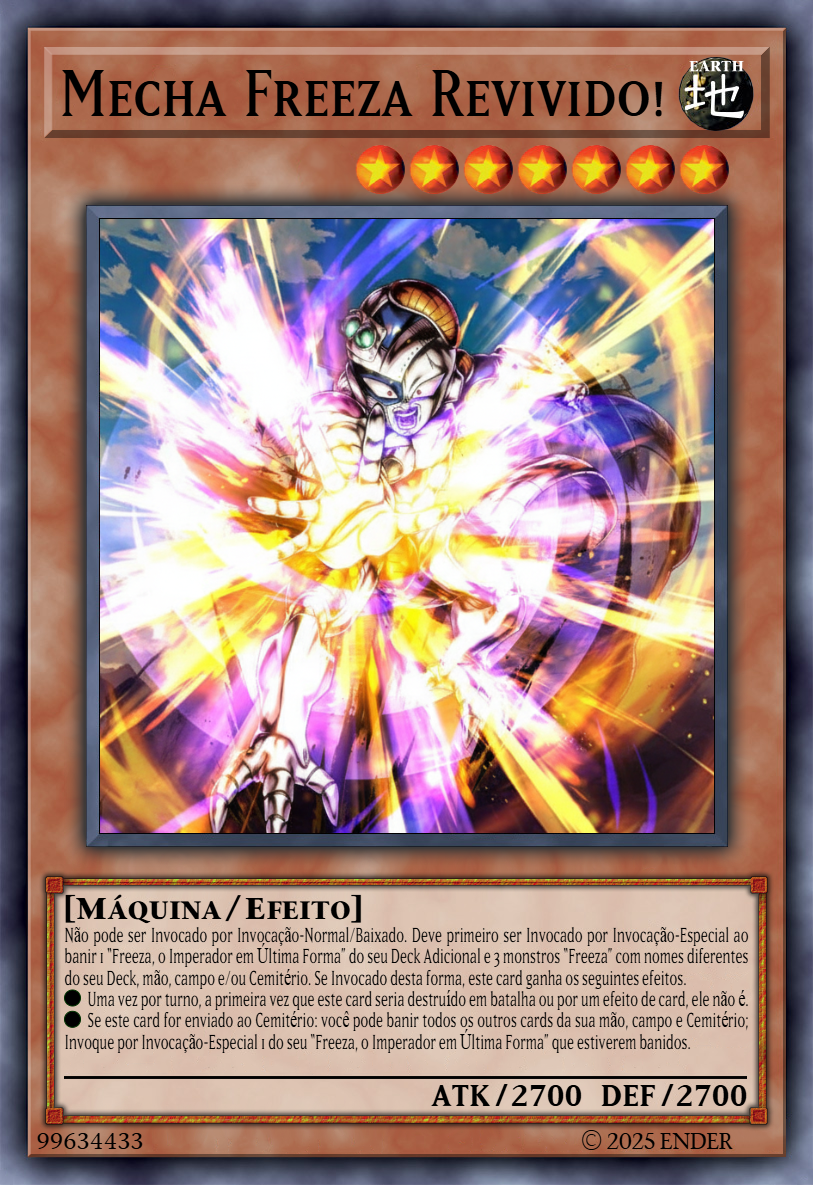 Mecha Freeza Revivido!
EARTH
地
[Máquina/Efeito]
Não pode ser Invocado por Invocação-Normal/Baixado. Deve primeiro ser Invocado por Invocação-Especial ao
banir 1 "Freeza, o Imperador em Última Forma" do seu Deck Adicional e 3 monstros "Freeza" com nomes diferentes
do seu Deck, mão, campo e/ou Cemitério. Se Invocado desta forma, este card ganha os seguintes efeitos.
● Uma vez por turno, a primeira vez que este card seria destruído em batalha ou por um efeito de card, ele não é.
● Se este card for enviado ao Cemitério: você pode banir todos os outros cards da sua mão, campo e Cemitério;
Invoque por Invocação-Especial 1 do seu "Freeza, o Imperador em Última Forma" que estiverem banidos.
ATK/2700 DEF/2700
99634433 © 2025 ENDER